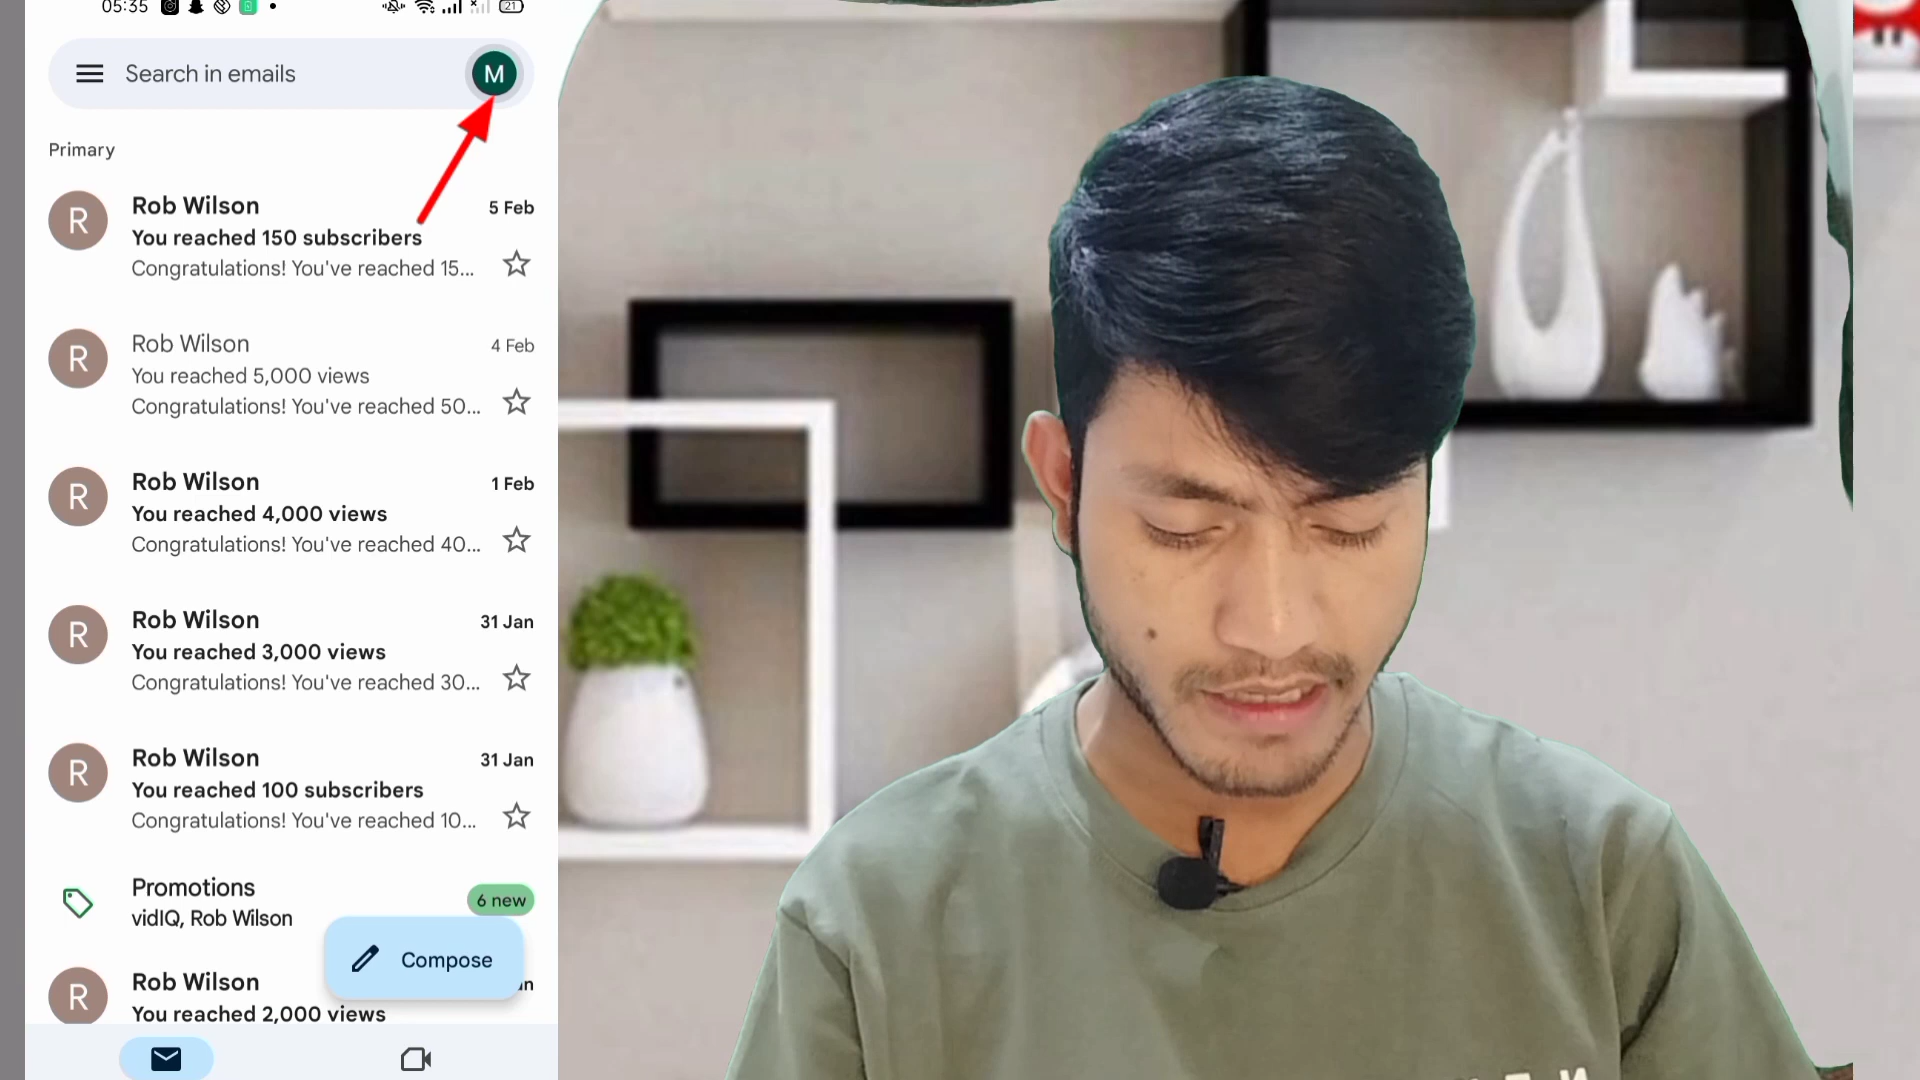 05:35
21
Search in emails
M
Primary
R
Rob Wilson
5 Feb
You reached 150 subscribers
Congratulations! You've reached 15...
R
Rob Wilson
4 Feb
You reached 5,000 views
Congratulations! You've reached 50...
R
Rob Wilson
1 Feb
You reached 4,000 views
Congratulations! You've reached 40...
R
Rob Wilson
31 Jan
You reached 3,000 views
Congratulations! You've reached 30...
R
Rob Wilson
31 Jan
You reached 100 subscribers
Congratulations! You've reached 10...
Promotions
6 new
vidIQ, Rob Wilson
Compose
R
Rob Wilson
You reached 2,000 views